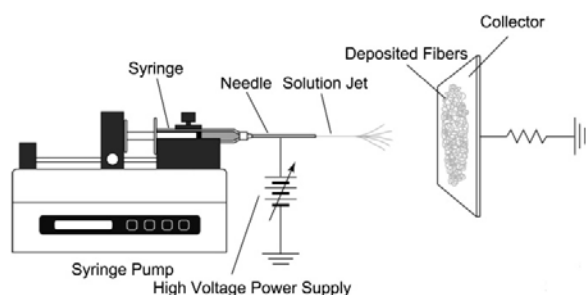 Collector
Deposited Fibers
Syringe
Needle
Solution Jet
Syringe Pump
High Voltage Power Supply